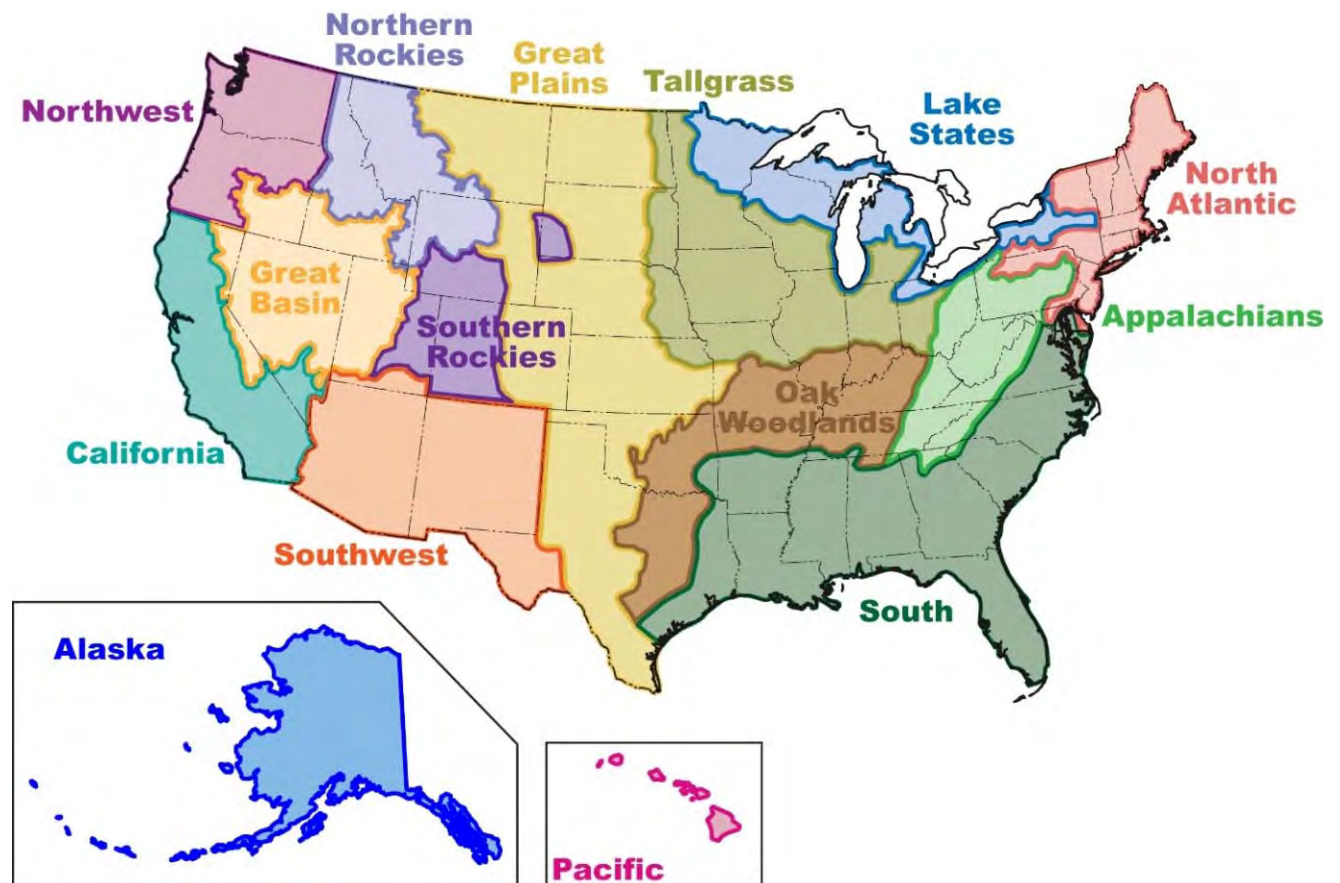 Northern
Rockies
Great
Plains
Tallgrass
Northwest
Lake
States
North
Atlantic
Great
Basin
Southern
Rockies
Appalachians
Oak
Woodlands
California
Southwest
South
Alaska
Pacific